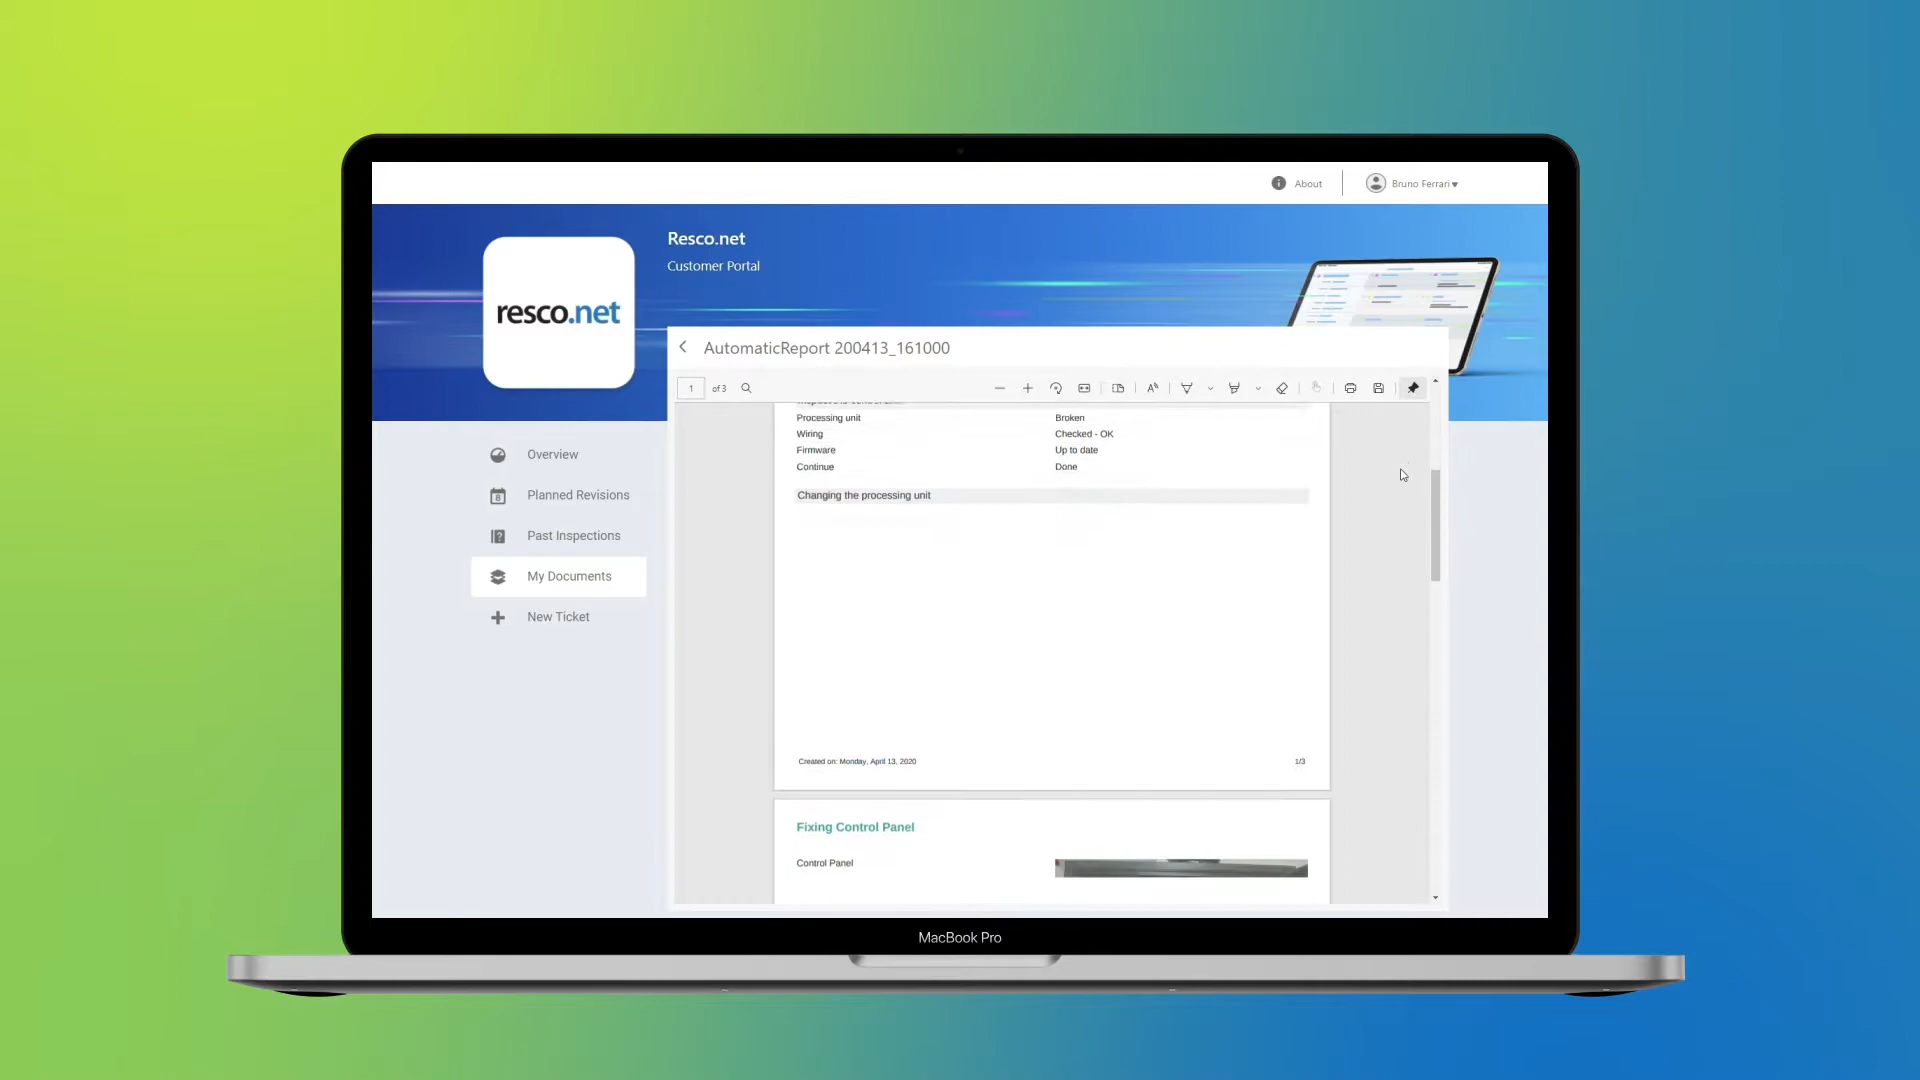 About
Bruno Ferrari
Resco.net
Customer Portal
resco.net
AutomaticReport 200413_161000
1 of 3
Overview
Planned Revisions
Past Inspections
My Documents
New Ticket
Processing unit Broken
Wiring Checked - OK
Firmware Up to date
Continue Done
Changing the processing unit
Created on: Monday, April 13, 2020 1/3
Fixing Control Panel
Control Panel
MacBook Pro